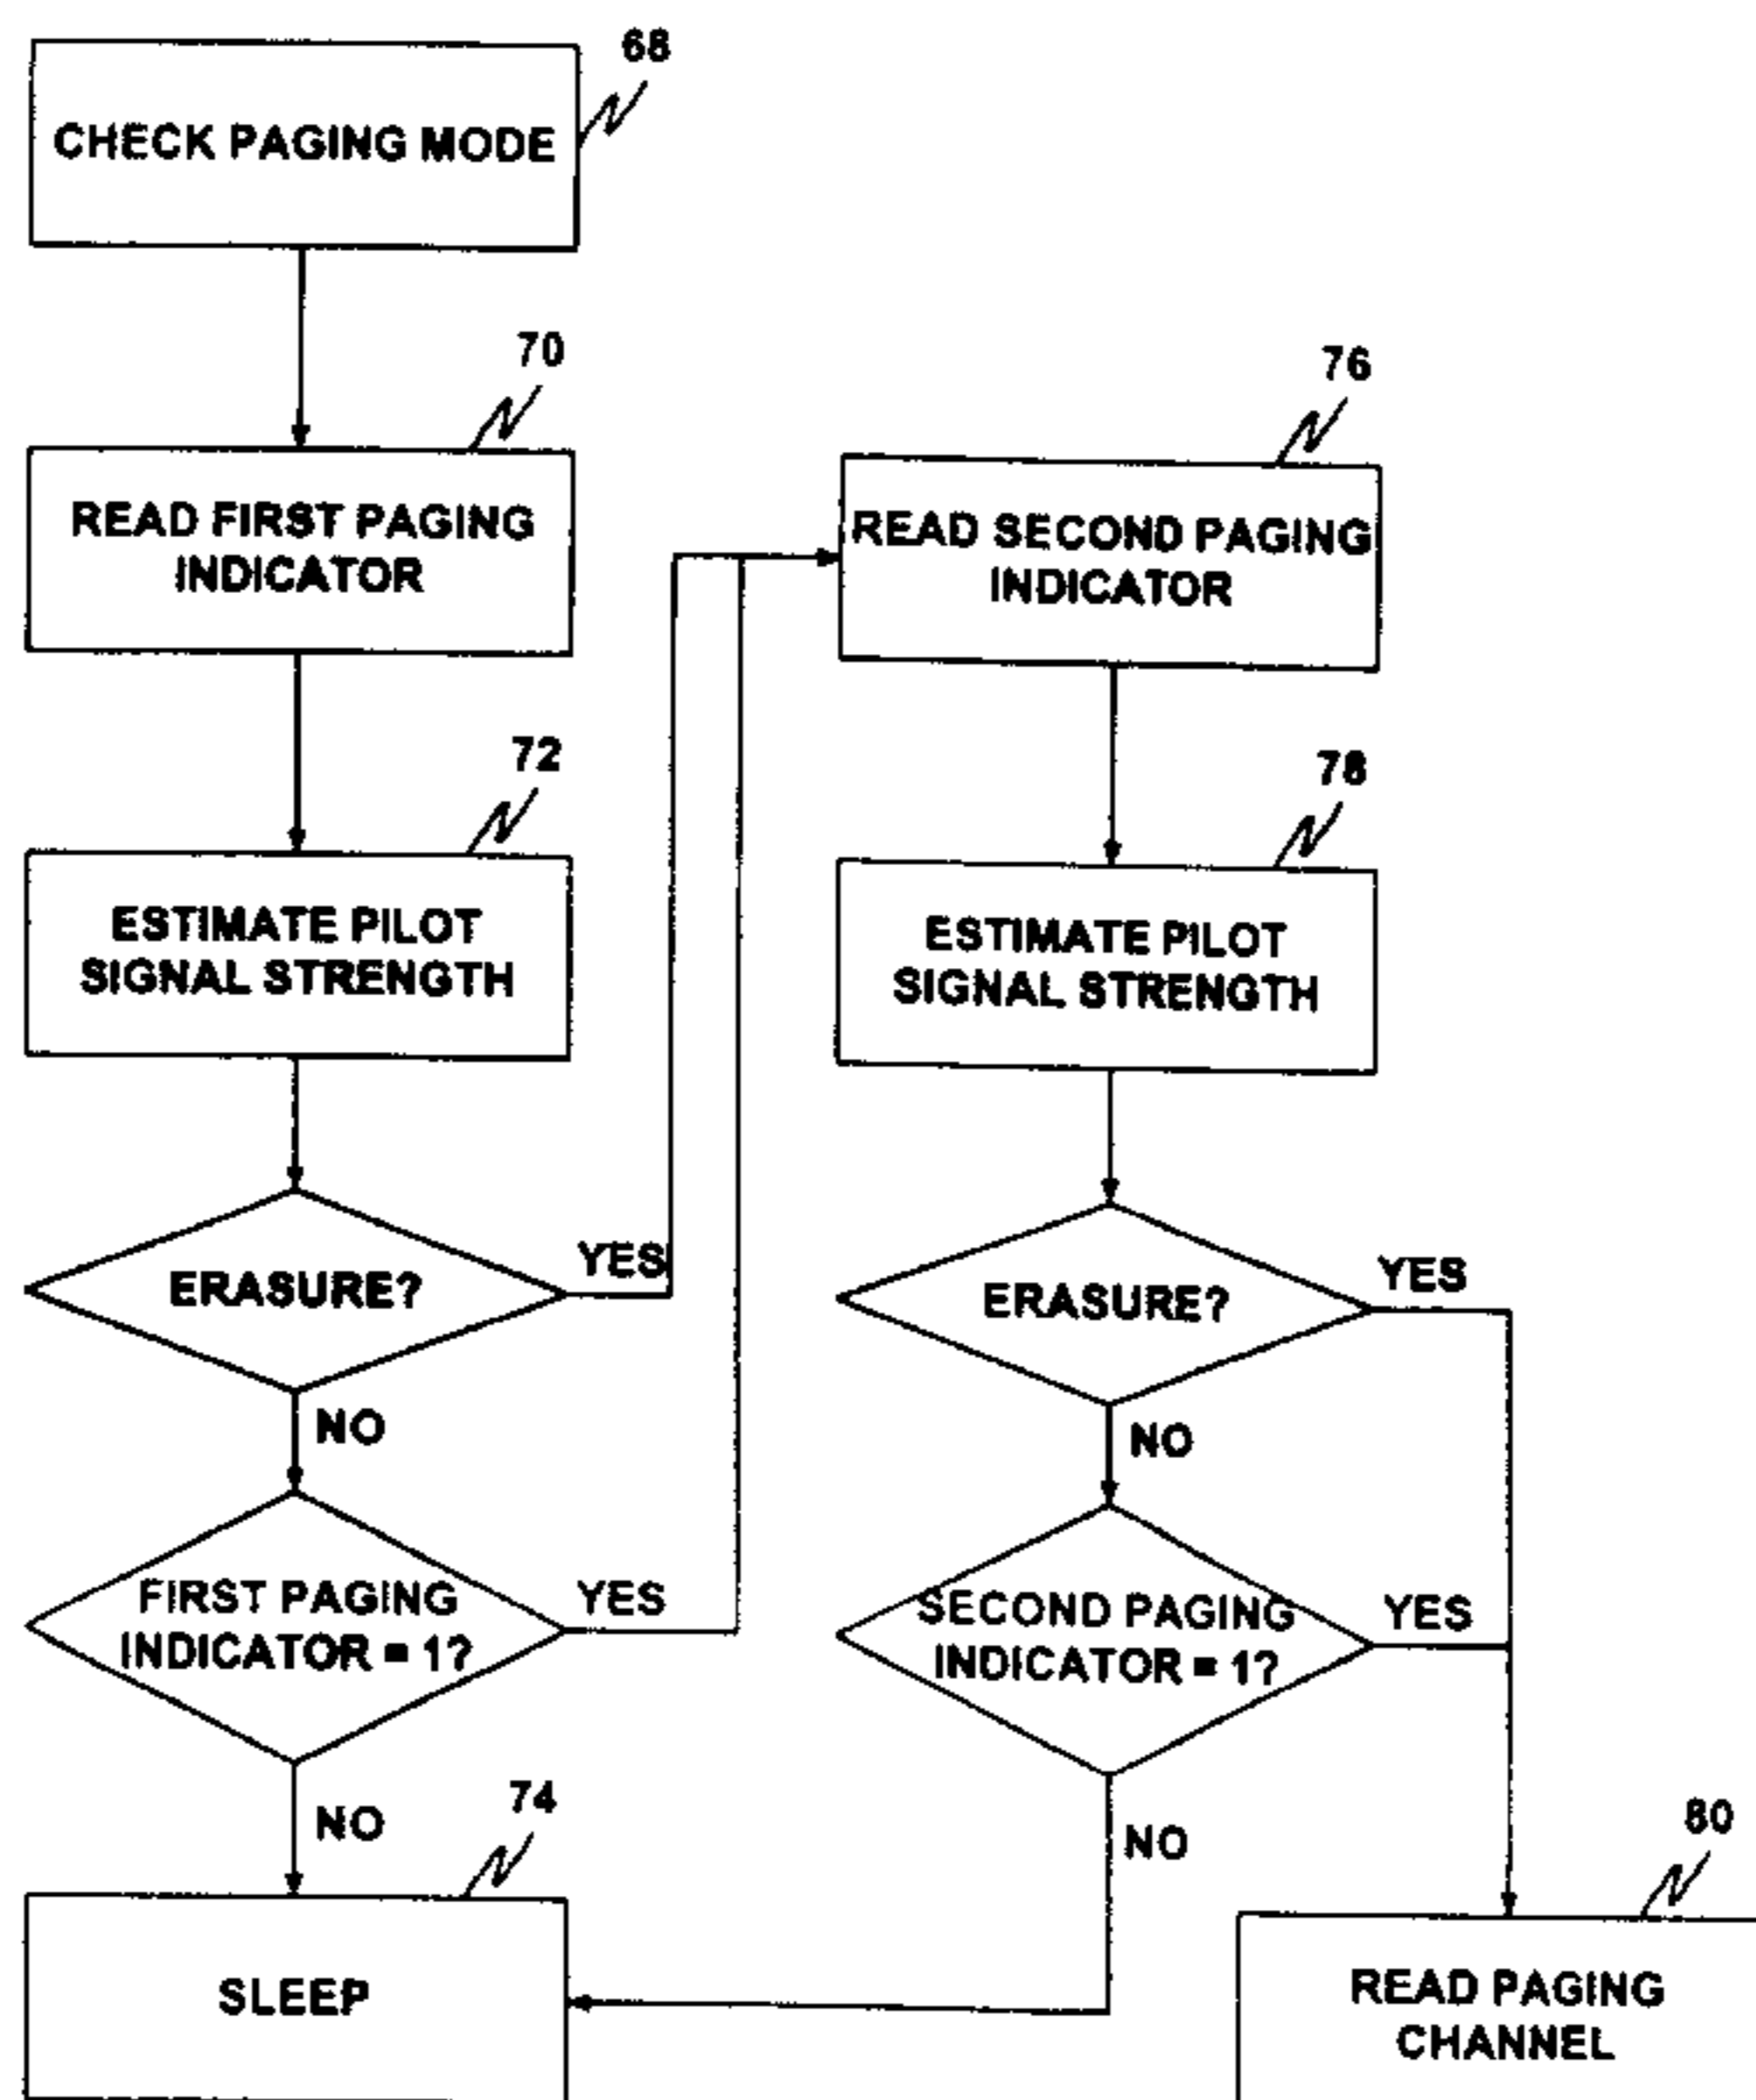 68
CHECK PAGING MODE
70
READ FIRST PAGING
INDICATOR
72
ESTIMATE PILOT
SIGNAL STRENGTH
ERASURE?
YES
NO
FIRST PAGING
INDICATOR = 1?
YES
NO
74
SLEEP
76
READ SECOND PAGING
INDICATOR
78
ESTIMATE PILOT
SIGNAL STRENGTH
ERASURE?
YES
NO
SECOND PAGING
INDICATOR = 1?
YES
NO
80
READ PAGING
CHANNEL